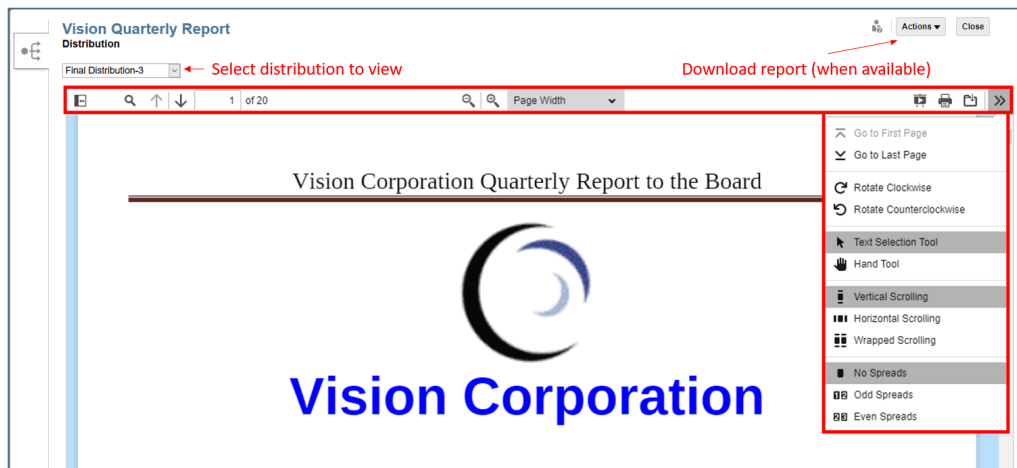 Vision Quarterly Report
Distribution
Actions
Close
Final Distribution-3
Select distribution to view
Download report (when available)
1 of 20
Page Width
Vision Corporation Quarterly Report to the Board
Vision Corporation
Go to First Page
Go to Last Page
Rotate Clockwise
Rotate Counterclockwise
Text Selection Tool
Hand Tool
Vertical Scrolling
Horizontal Scrolling
Wrapped Scrolling
No Spreads
Odd Spreads
Even Spreads